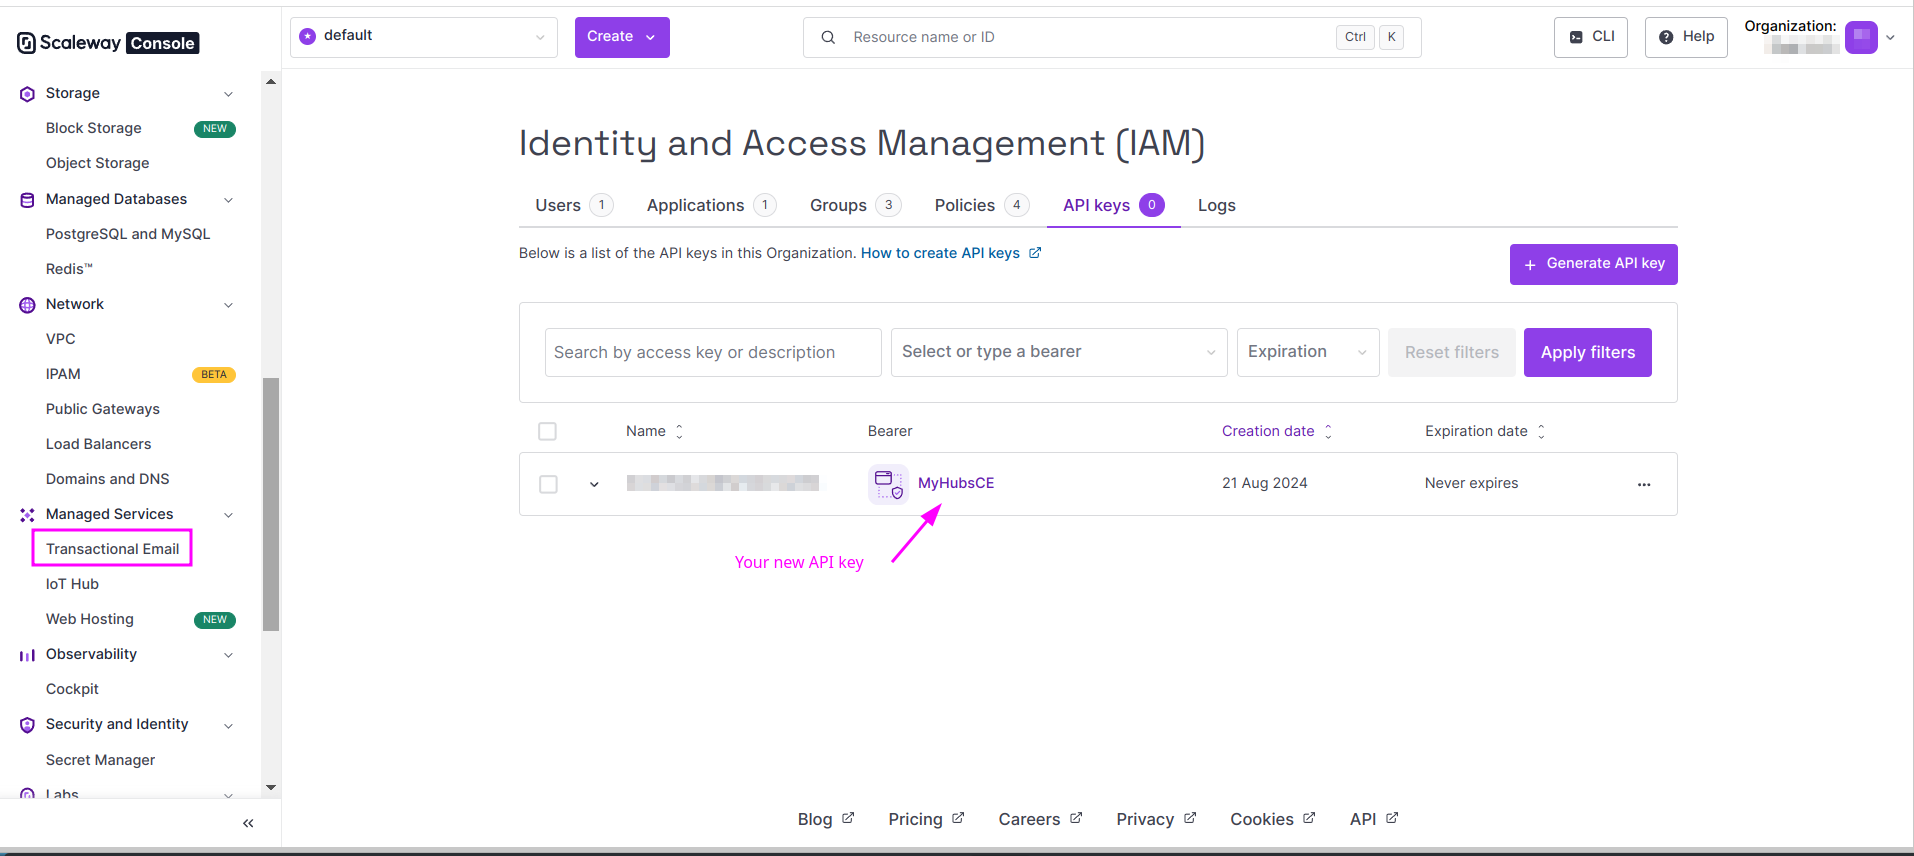 Scaleway Console
default
Create
Resource name or ID
Ctrl K
CLI
Help
Organization:
Storage
Block Storage NEW
Object Storage
Managed Databases
PostgreSQL and MySQL
Redis™
Network
VPC
IPAM BETA
Public Gateways
Load Balancers
Domains and DNS
Managed Services
Transactional Email
IoT Hub
Web Hosting NEW
Observability
Cockpit
Security and Identity
Secret Manager
Labs
Identity and Access Management (IAM)
Users 1 Applications 1 Groups 3 Policies 4 API keys 0 Logs
Below is a list of the API keys in this Organization. How to create API keys
+ Generate API key
Search by access key or description
Select or type a bearer
Expiration
Reset filters
Apply filters
Name Bearer Creation date Expiration date
MyHubsCE 21 Aug 2024 Never expires ...
Your new API key
Blog Pricing Careers Privacy Cookies API